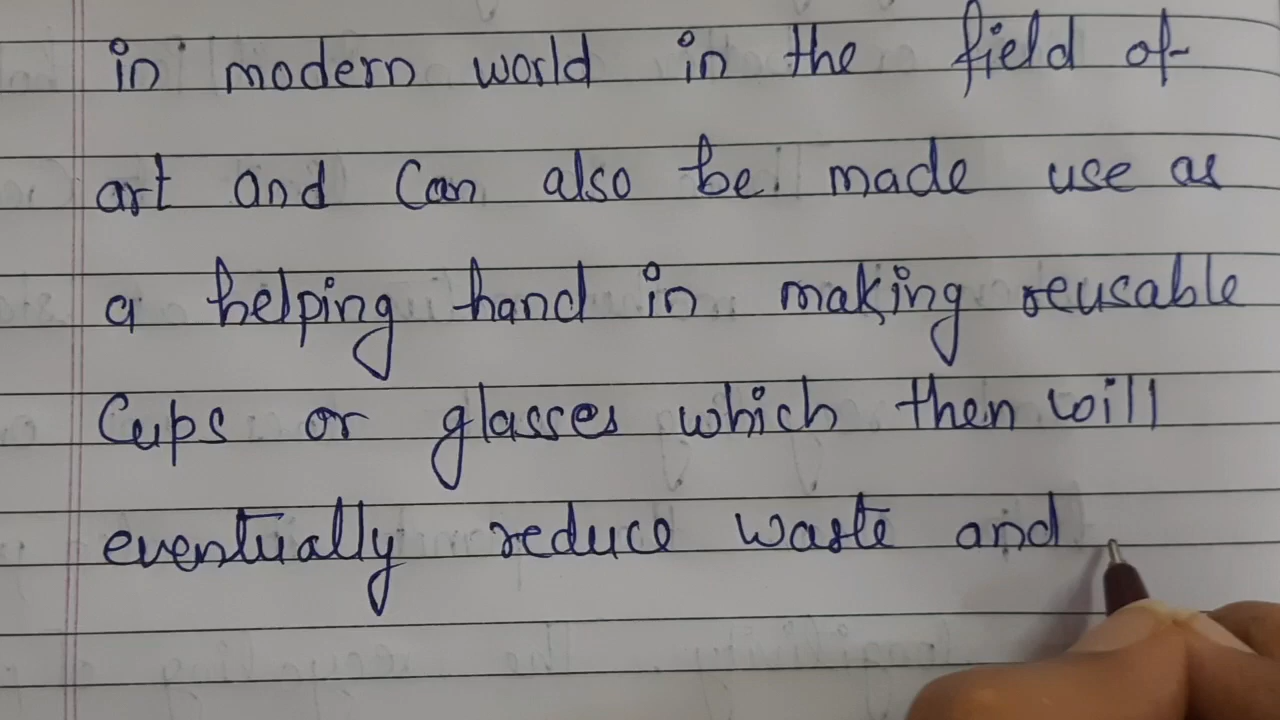 in modern world in the field of
art and can also be made use as
a helping hand in making reusable
cups or glasses which then will
eventually reduce waste and